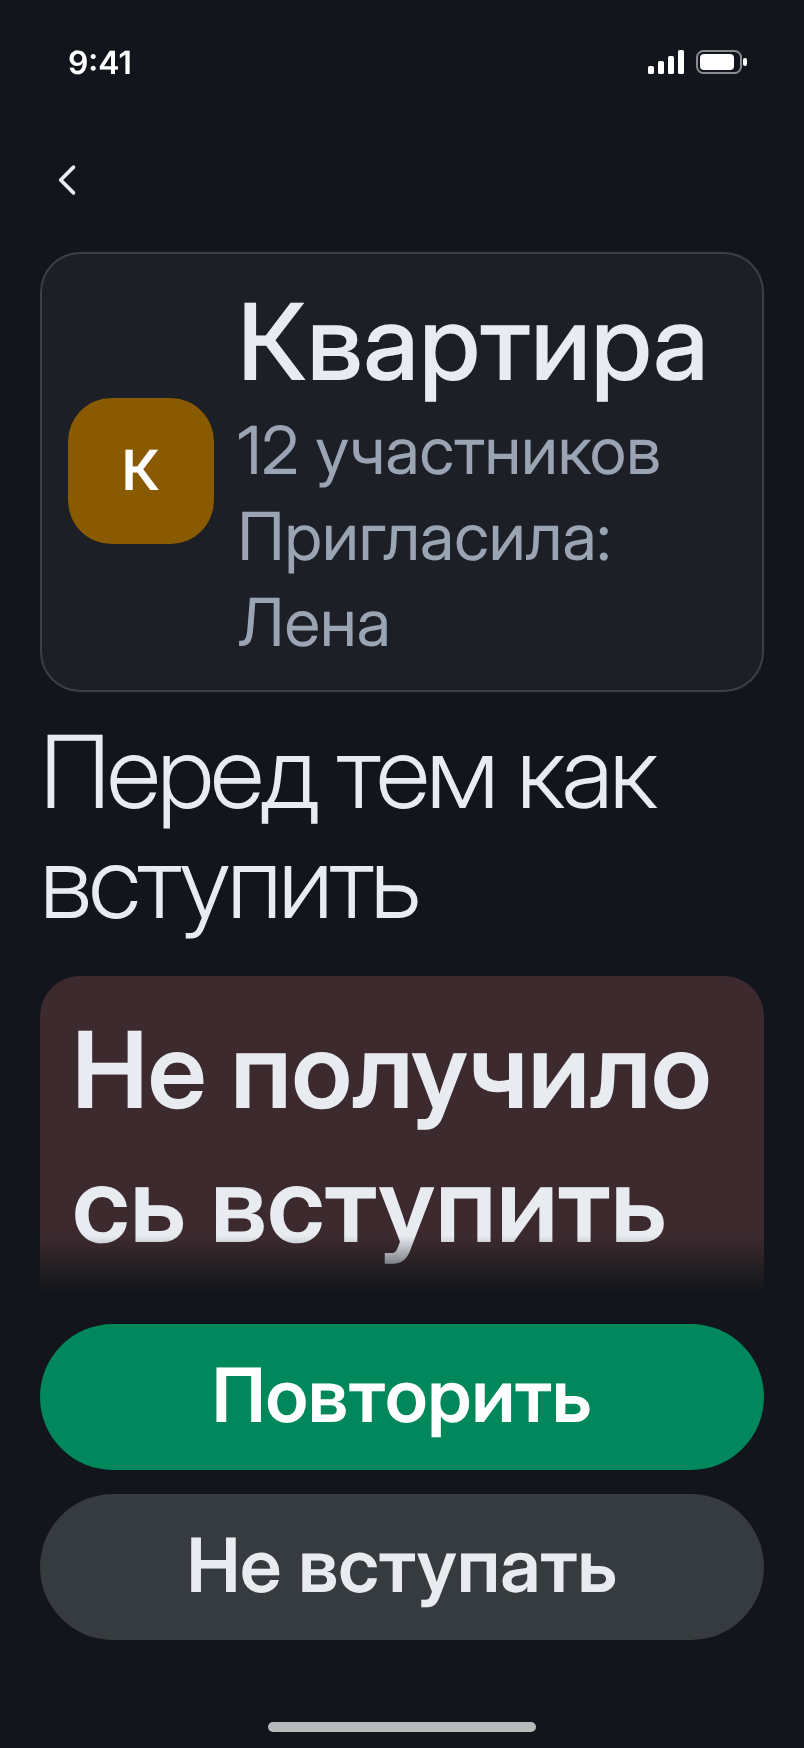 9:41
Квартира
К
12 участников
Пригласила:
Лена
Перед тем как
вступить
Не получило
сь вступить
Повторить
Не вступать